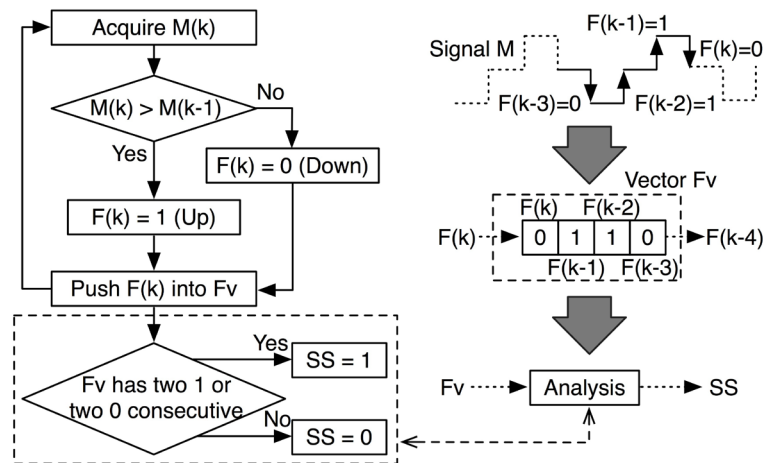 Acquire M(k)
M(k) > M(k-1)
No
Yes
F(k) = 0 (Down)
F(k) = 1 (Up)
Push F(k) into Fv
Fv has two 1 or
two 0 consecutive
Yes
SS = 1
No
SS = 0
Signal M
F(k-1)=1
F(k)=0
F(k-3)=0
F(k-2)=1
Vector Fv
F(k) F(k-2)
F(k) 0 1 1 0 F(k-4)
F(k-1) F(k-3)
Fv Analysis SS